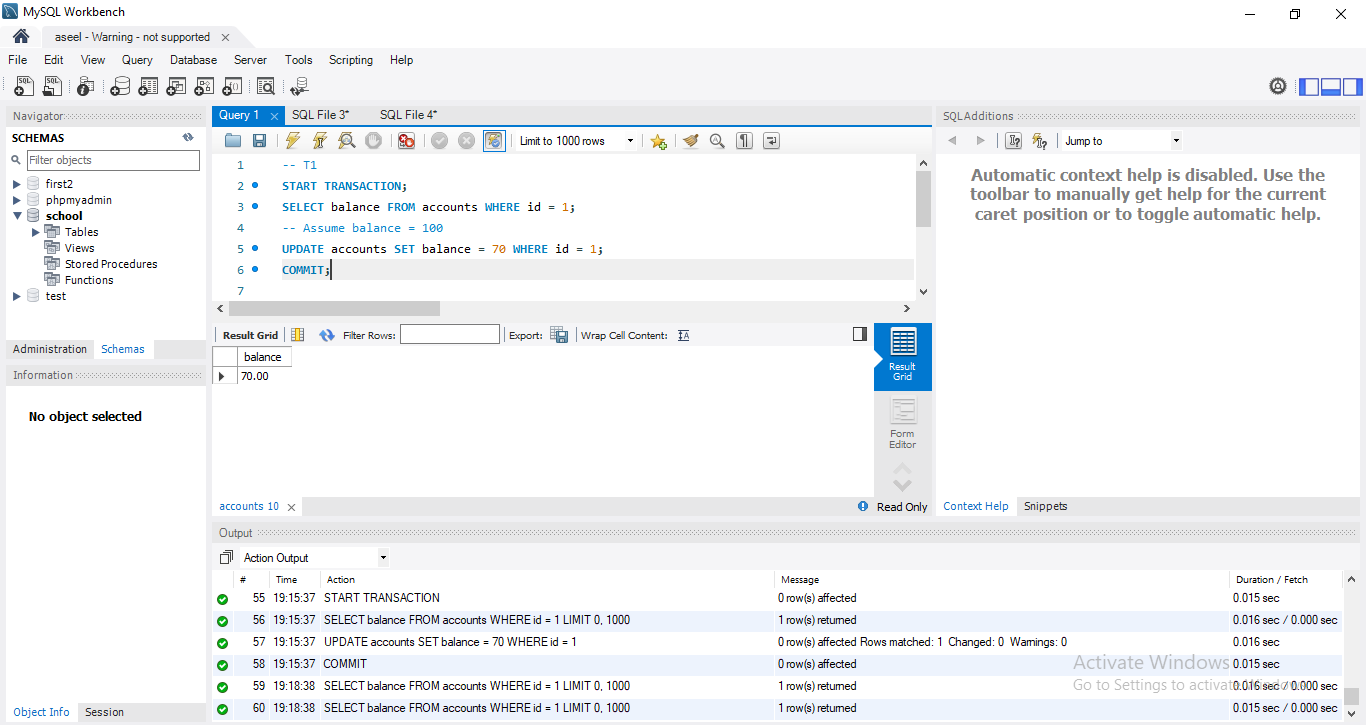 MySQL Workbench
aseel - Warning - not supported
File Edit View Query Database Server Tools Scripting Help
Navigator
SCHEMAS
Filter objects
first2
phpmyadmin
school
Tables
Views
Stored Procedures
Functions
test
Administration Schemas
Information
No object selected
Object Info Session
Query 1 SQL File 3* SQL File 4*
Limit to 1000 rows
1 -- T1
2 START TRANSACTION;
3 SELECT balance FROM accounts WHERE id = 1;
4 -- Assume balance = 100
5 UPDATE accounts SET balance = 70 WHERE id = 1;
6 COMMIT;
7
Result Grid Filter Rows: Export: Wrap Cell Content:
balance
70.00
Result
Grid
Form
Editor
accounts 10 Read Only
SQLAdditions
Jump to
Automatic context help is disabled. Use the
toolbar to manually get help for the current
caret position or to toggle automatic help.
Context Help Snippets
Output
Action Output
# Time Action Message Duration / Fetch
55 19:15:37 START TRANSACTION 0 row(s) affected 0.015 sec
56 19:15:37 SELECT balance FROM accounts WHERE id = 1 LIMIT 0, 1000 1 row(s) returned 0.016 sec / 0.000 sec
57 19:15:37 UPDATE accounts SET balance = 70 WHERE id = 1 0 row(s) affected Rows matched: 1 Changed: 0 Warnings: 0 0.016 sec
58 19:15:37 COMMIT 0 row(s) affected 0.015 sec
59 19:18:38 SELECT balance FROM accounts WHERE id = 1 LIMIT 0, 1000 1 row(s) returned 0.016 sec / 0.000 sec
60 19:18:38 SELECT balance FROM accounts WHERE id = 1 LIMIT 0, 1000 1 row(s) returned 0.015 sec / 0.000 sec
Activate Windows
Go to Settings to activate Windows.